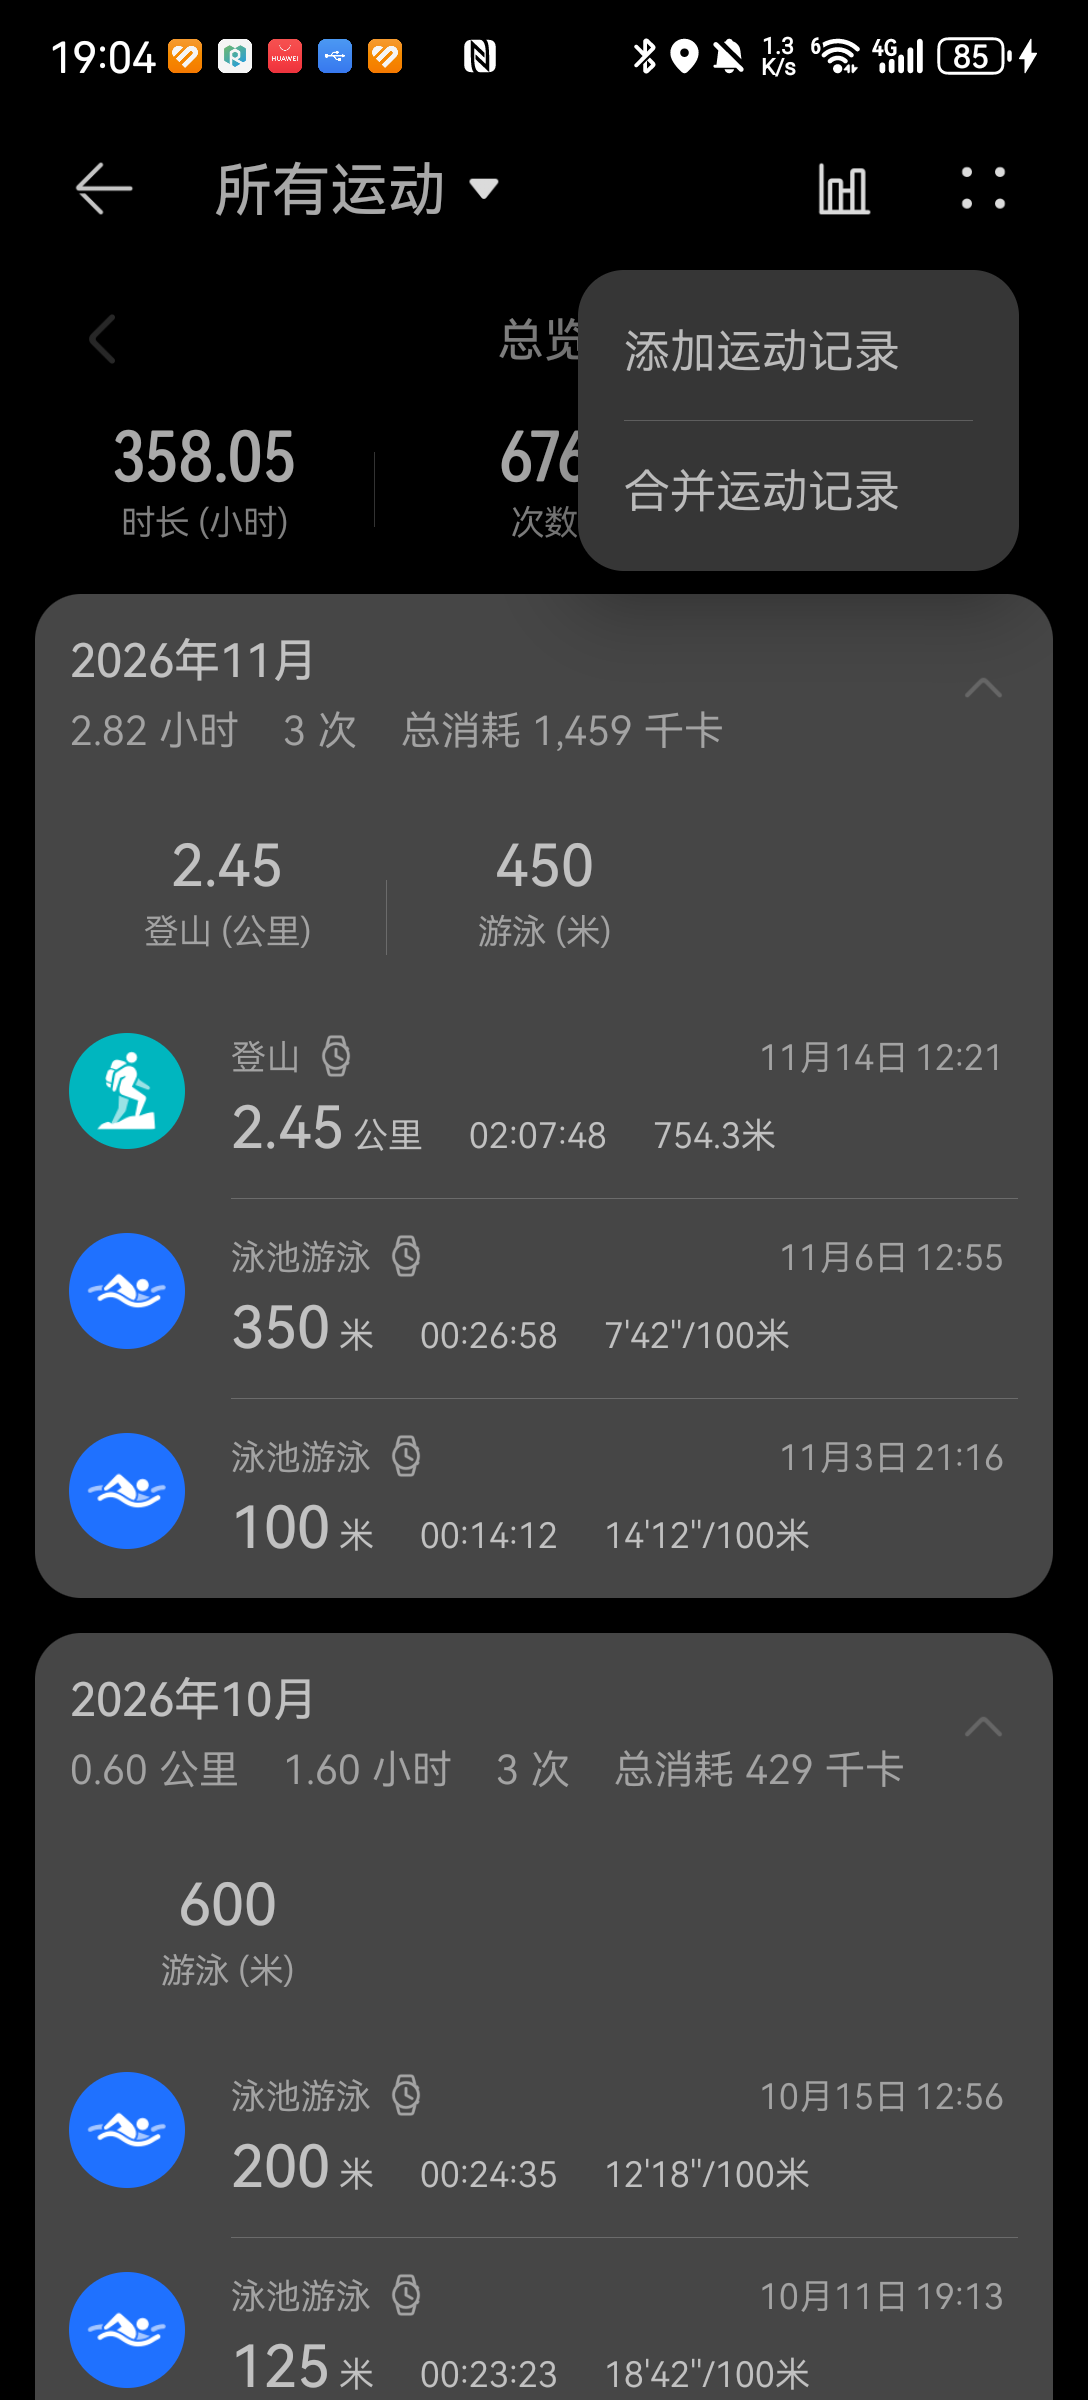 19:04 HUAWEI 1.3 K/s 6 4G 85
所有运动
添加运动记录
合并运动记录
总览
358.05 676
时长 (小时) 次数
2026年11月
2.82 小时 3 次 总消耗 1,459 千卡
2.45 450
登山 (公里) 游泳 (米)
登山 11月14日 12:21
2.45 公里 02:07:48 754.3米
泳池游泳 11月6日 12:55
350 米 00:26:58 7'42"/100米
泳池游泳 11月3日 21:16
100 米 00:14:12 14'12"/100米
2026年10月
0.60 公里 1.60 小时 3 次 总消耗 429 千卡
600
游泳 (米)
泳池游泳 10月15日 12:56
200 米 00:24:35 12'18"/100米
泳池游泳 10月11日 19:13
125 米 00:23:23 18'42"/100米